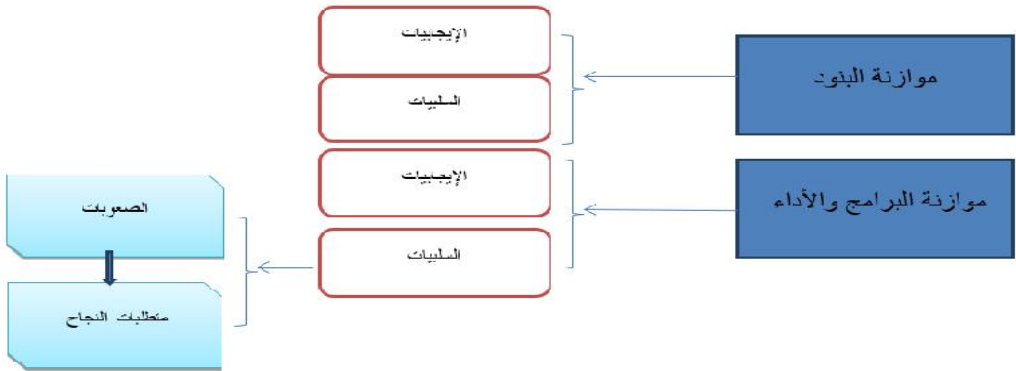 موازنة البنود
الإيجابيات
السلبيات
موازنة البرامج والأداء
الإيجابيات
السلبيات
الصعوبات
متطلبات النجاح